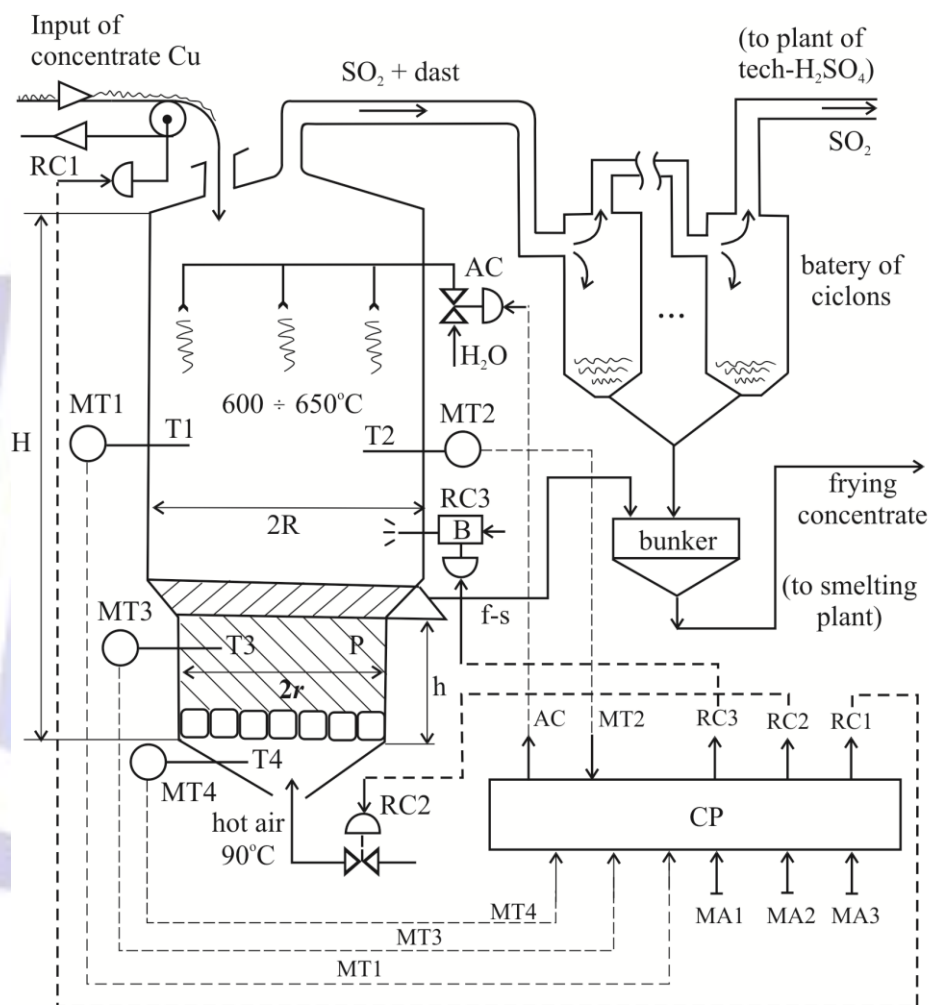 Input of
concentrate Cu
SO₂ + dast
(to plant of
tech-H₂SO₄)
SO₂
RC1
AC
H₂O
batery of
ciclons
...
600 ÷ 650°C
MT1
T1
T2
MT2
H
2R
RC3
B
bunker
frying
concentrate
(to smelting
plant)
f-s
MT3
T3
P
2r
h
T4
MT4
RC2
hot air
90°C
AC
MT2
RC3
RC2
RC1
CP
MA1
MA2
MA3
MT4
MT3
MT1